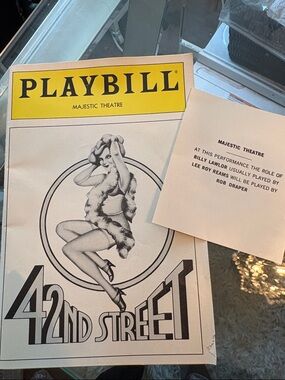 PLAYBILL®
MAJESTIC THEATRE
42ND STREET
MAJESTIC THEATRE
AT THIS PERFORMANCE THE ROLE OF
BILLY LAWLOR USUALLY PLAYED BY
LEE ROY REAMS WILL BE PLAYED BY
ROB DRAPER